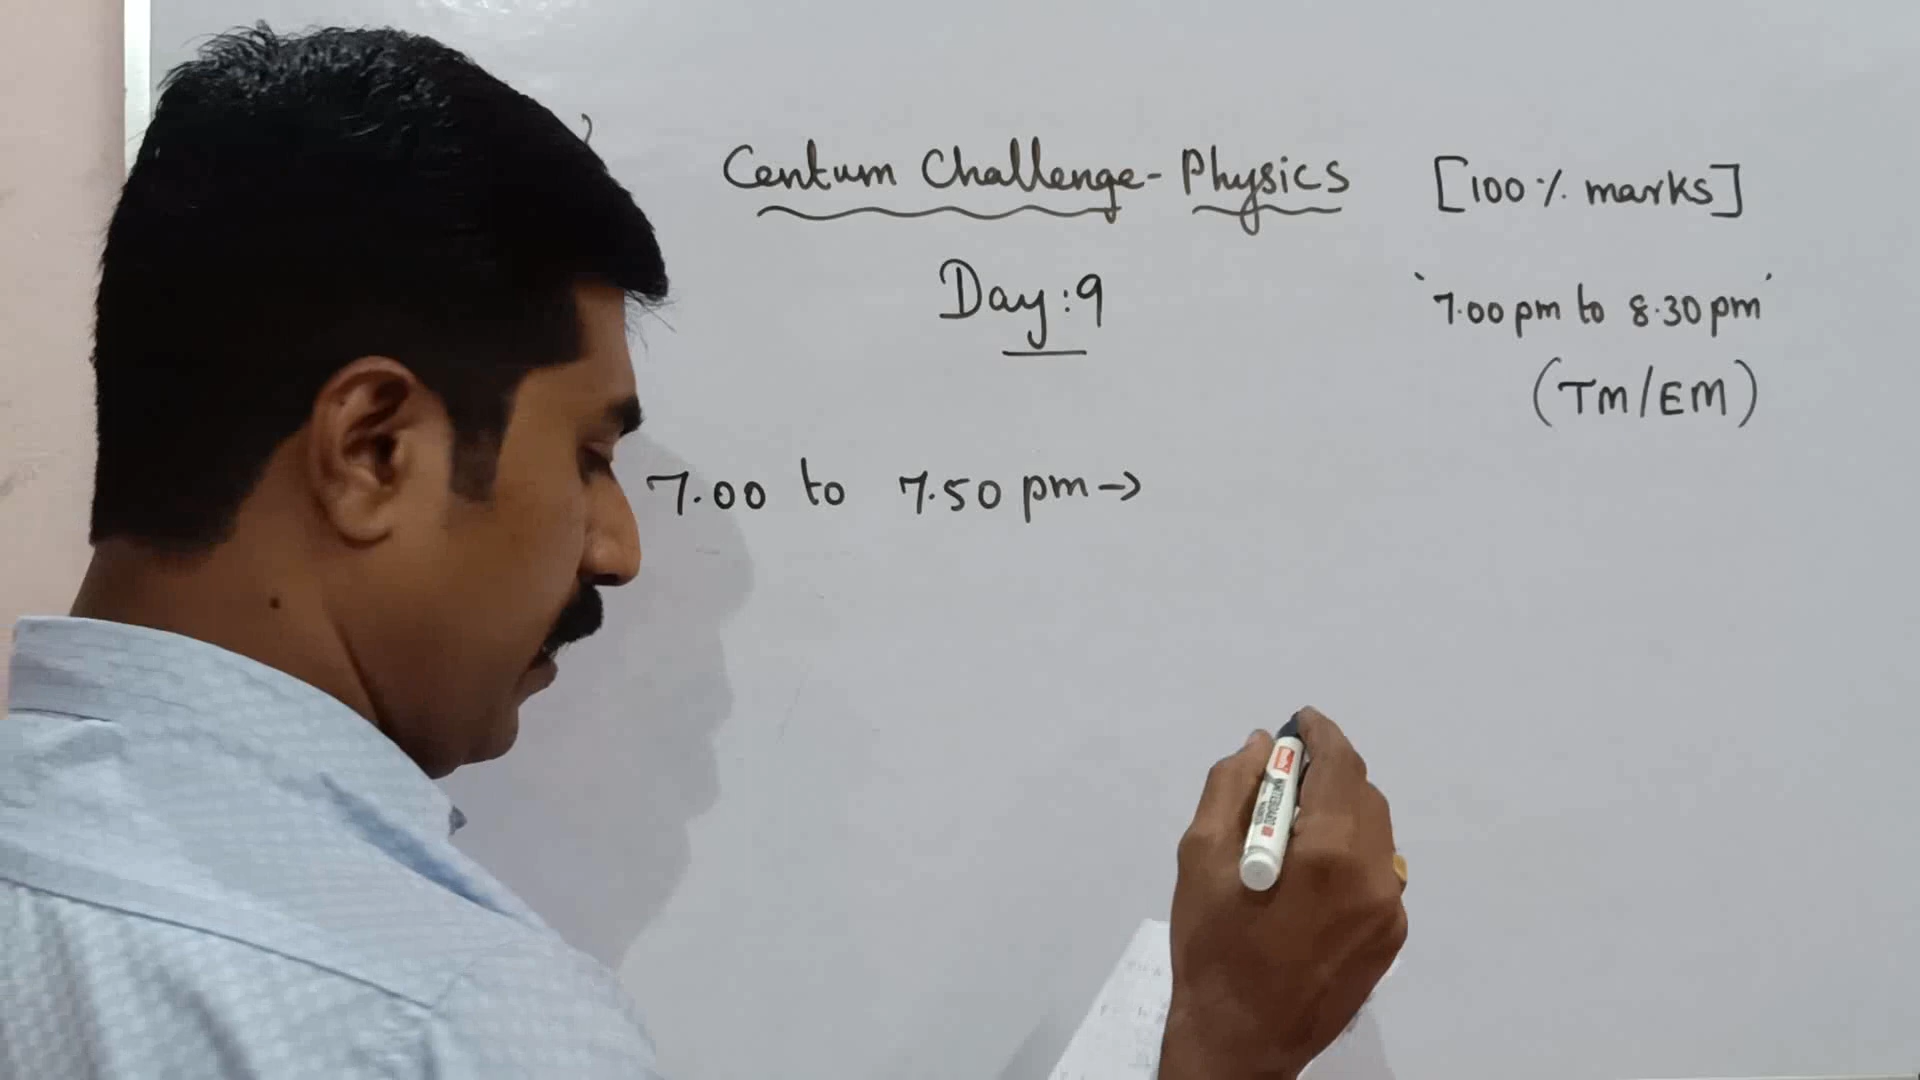 Centum Challenge - Physics [100% marks]
Day: 9
7.00 pm to 8.30 pm
(TM/EM)
7.00 to 7.50 pm →